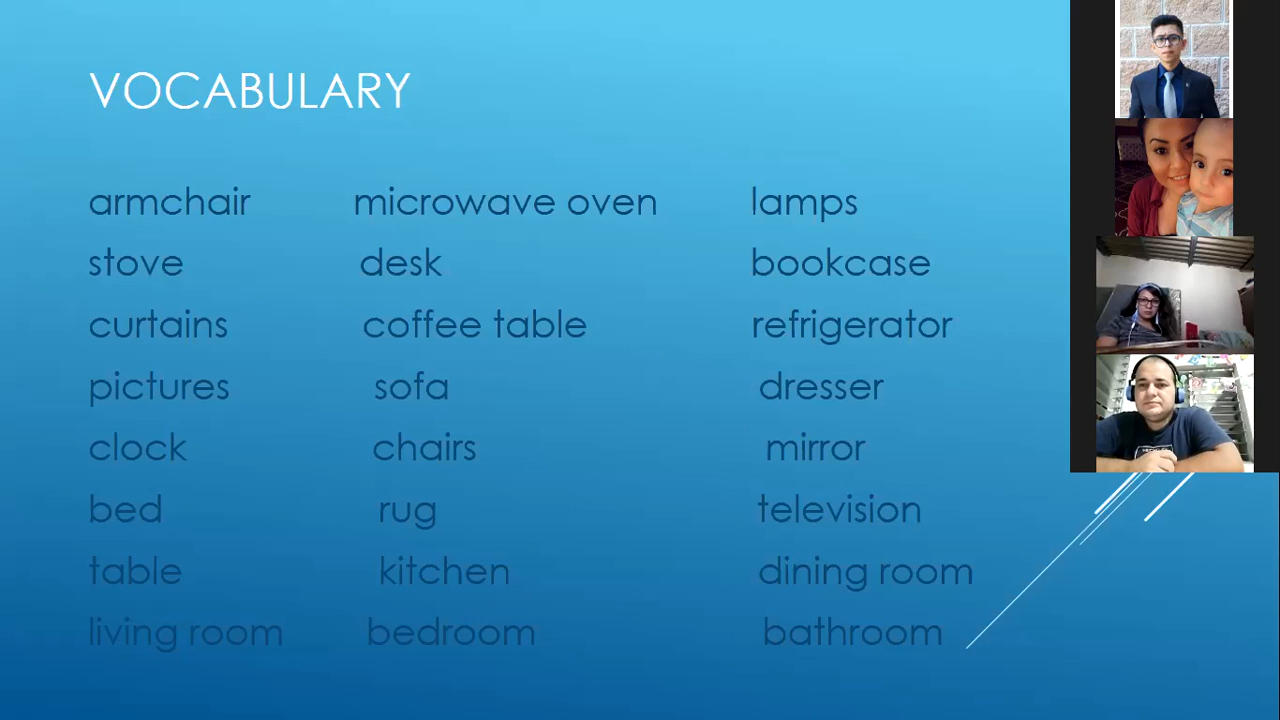 VOCABULARY
armchair microwave oven lamps
stove desk bookcase
curtains coffee table refrigerator
pictures sofa dresser
clock chairs mirror
bed rug television
table kitchen dining room
living room bedroom bathroom